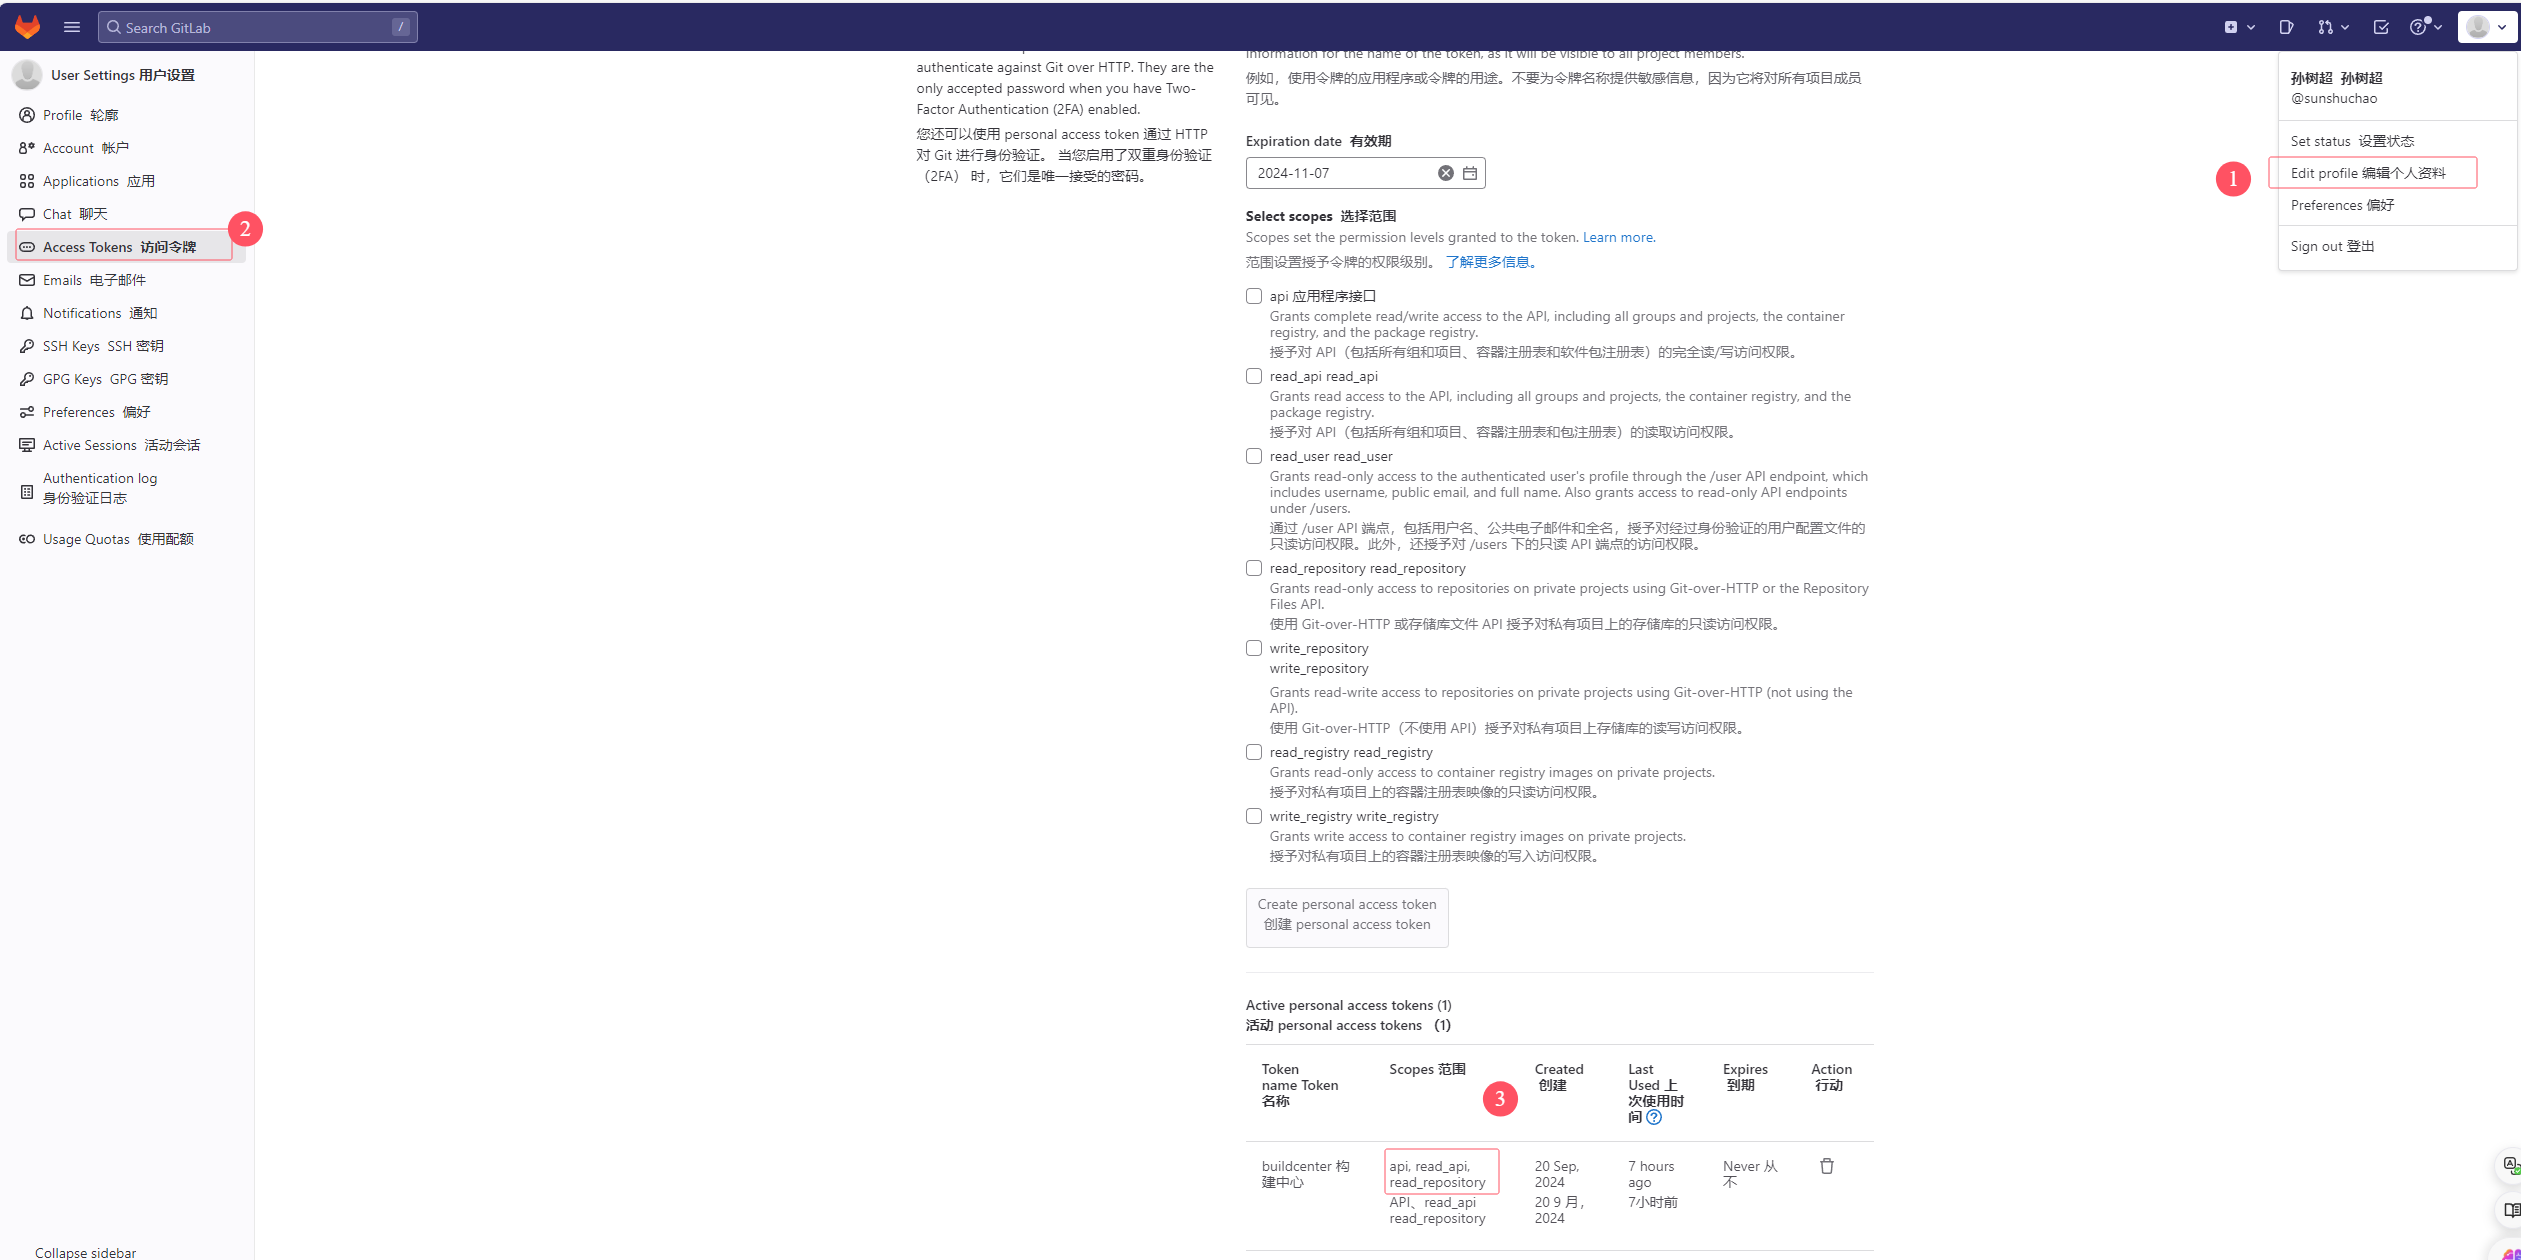 Search GitLab
/
User Settings 用户设置
Profile 轮廓
Account 帐户
Applications 应用
Chat 聊天
Access Tokens 访问令牌
2
Emails 电子邮件
Notifications 通知
SSH Keys SSH 密钥
GPG Keys GPG 密钥
Preferences 偏好
Active Sessions 活动会话
Authentication log
身份验证日志
Usage Quotas 使用配额
Collapse sidebar
authenticate against Git over HTTP. They are the
only accepted password when you have Two-
Factor Authentication (2FA) enabled.
您还可以使用 personal access token 通过 HTTP
对 Git 进行身份验证。 当您启用了双重身份验证
（2FA） 时，它们是唯一接受的密码。
information for the name of the token, as it will be visible to all project members.
例如，使用令牌的应用程序或令牌的用途。不要为令牌名称提供敏感信息，因为它将对所有项目成员
可见。
Expiration date 有效期
2024-11-07
Select scopes 选择范围
Scopes set the permission levels granted to the token. Learn more.
范围设置授予令牌的权限级别。 了解更多信息。
api 应用程序接口
Grants complete read/write access to the API, including all groups and projects, the container
registry, and the package registry.
授予对 API（包括所有组和项目、容器注册表和软件包注册表）的完全读/写访问权限。
read_api read_api
Grants read access to the API, including all groups and projects, the container registry, and the
package registry.
授予对 API（包括所有组和项目、容器注册表和包注册表）的读取访问权限。
read_user read_user
Grants read-only access to the authenticated user's profile through the /user API endpoint, which
includes username, public email, and full name. Also grants access to read-only API endpoints
under /users.
通过 /user API 端点，包括用户名、公共电子邮件和全名，授予对经过身份验证的用户配置文件的
只读访问权限。此外，还授予对 /users 下的只读 API 端点的访问权限。
read_repository read_repository
Grants read-only access to repositories on private projects using Git-over-HTTP or the Repository
Files API.
使用 Git-over-HTTP 或存储库文件 API 授予对私有项目上的存储库的只读访问权限。
write_repository
write_repository
Grants read-write access to repositories on private projects using Git-over-HTTP (not using the
API).
使用 Git-over-HTTP（不使用 API）授予对私有项目上存储库的读写访问权限。
read_registry read_registry
Grants read-only access to container registry images on private projects.
授予对私有项目上的容器注册表映像的只读访问权限。
write_registry write_registry
Grants write access to container registry images on private projects.
授予对私有项目上的容器注册表映像的写入访问权限。
Create personal access token
创建 personal access token
Active personal access tokens (1)
活动 personal access tokens （1）
Token
name Token
名称
Scopes 范围
3
Created
创建
Last
Used 上
次使用时
间
Expires
到期
Action
行动
buildcenter 构
建中心
api, read_api,
read_repository
API、read_api
read_repository
20 Sep,
2024
20 9 月，
2024
7 hours
ago
7小时前
Never 从
不
孙树超 孙树超
@sunshuchao
Set status 设置状态
1
Edit profile 编辑个人资料
Preferences 偏好
Sign out 登出